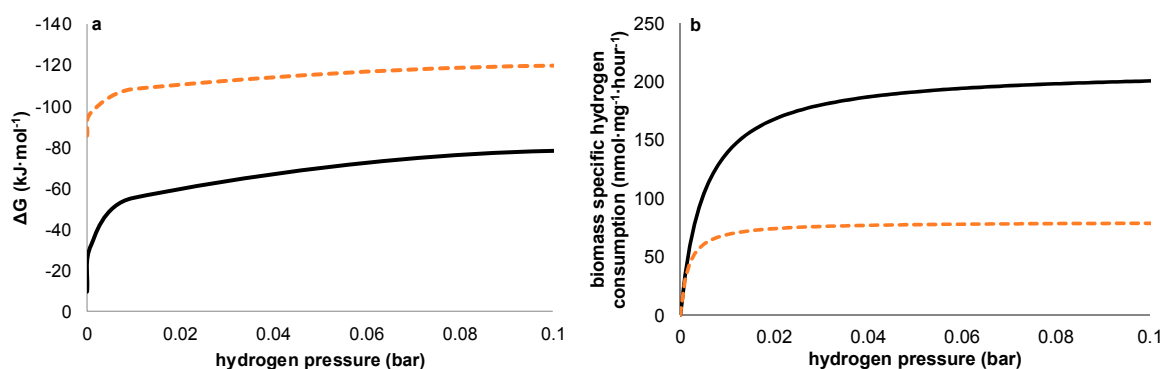 a
-140
-120
-100
-80
-60
-40
-20
0
ΔG (kJ·mol⁻¹)
0 0.02 0.04 0.06 0.08 0.1
hydrogen pressure (bar)
b
250
200
150
100
50
0
biomass specific hydrogen
consumption (nmol·mg⁻¹·hour⁻¹)
0 0.02 0.04 0.06 0.08 0.1
hydrogen pressure (bar)